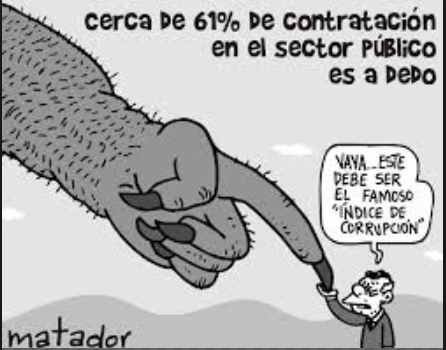 cerca de 61% de contratación
en el sector público
es a dedo
VAYA...ESTE
DEBE SER
EL FAMOSO
"ÍNDICE DE
CORRUPCIÓN"
matador